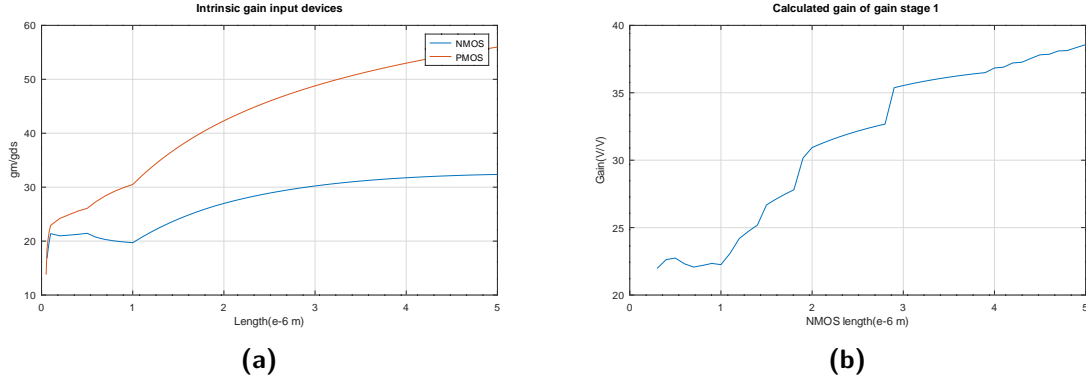 Intrinsic gain input devices
60
50
40
30
20
10
gm/gds
0 1 2 3 4 5
Length(e-6 m)
NMOS
PMOS
(a)
Calculated gain of gain stage 1
40
35
30
25
20
Gain(V/V)
0 1 2 3 4 5
NMOS length(e-6 m)
(b)